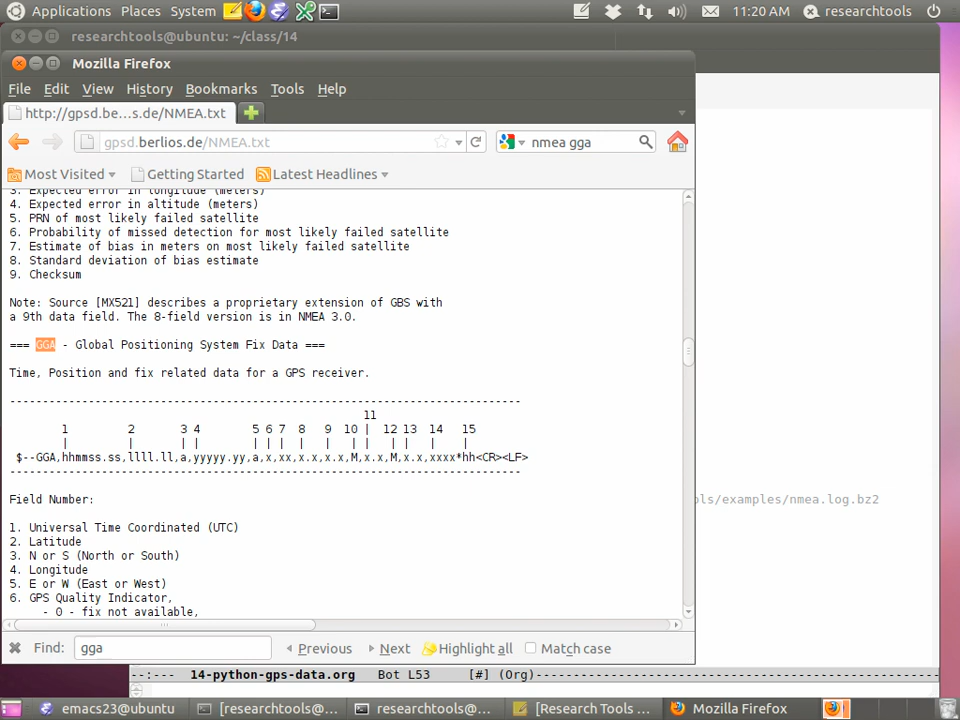 Applications Places System 11:20 AM researchtools
researchtools@ubuntu: ~/class/14
Mozilla Firefox
File Edit View History Bookmarks Tools Help
http://gpsd.be...s.de/NMEA.txt
gpsd.berlios.de/NMEA.txt nmea gga
Most Visited Getting Started Latest Headlines
3. Expected error in longitude (meters)
4. Expected error in altitude (meters)
5. PRN of most likely failed satellite
6. Probability of missed detection for most likely failed satellite
7. Estimate of bias in meters on most likely failed satellite
8. Standard deviation of bias estimate
9. Checksum
Note: Source [MX521] describes a proprietary extension of GBS with
a 9th data field. The 8-field version is in NMEA 3.0.
=== GGA - Global Positioning System Fix Data ===
Time, Position and fix related data for a GPS receiver.
------------------------------------------------------------------------------
11
1 2 3 4 5 6 7 8 9 10 | 12 13 14 15
| | | | | | | | | | | | | | |
$--GGA,hhmmss.ss,llll.ll,a,yyyyy.yy,a,x,xx,x.x,x.x,M,x.x,M,x.x,xxxx*hh<CR><LF>
------------------------------------------------------------------------------
Field Number:
1. Universal Time Coordinated (UTC)
2. Latitude
3. N or S (North or South)
4. Longitude
5. E or W (East or West)
6. GPS Quality Indicator,
- 0 - fix not available,
ols/examples/nmea.log.bz2
Find: gga Previous Next Highlight all Match case
--:--- 14-python-gps-data.org Bot L53 [#] (Org)------------------------------------------------
emacs23@ubuntu [researchtools@... researchtools@... [Research Tools ... Mozilla Firefox